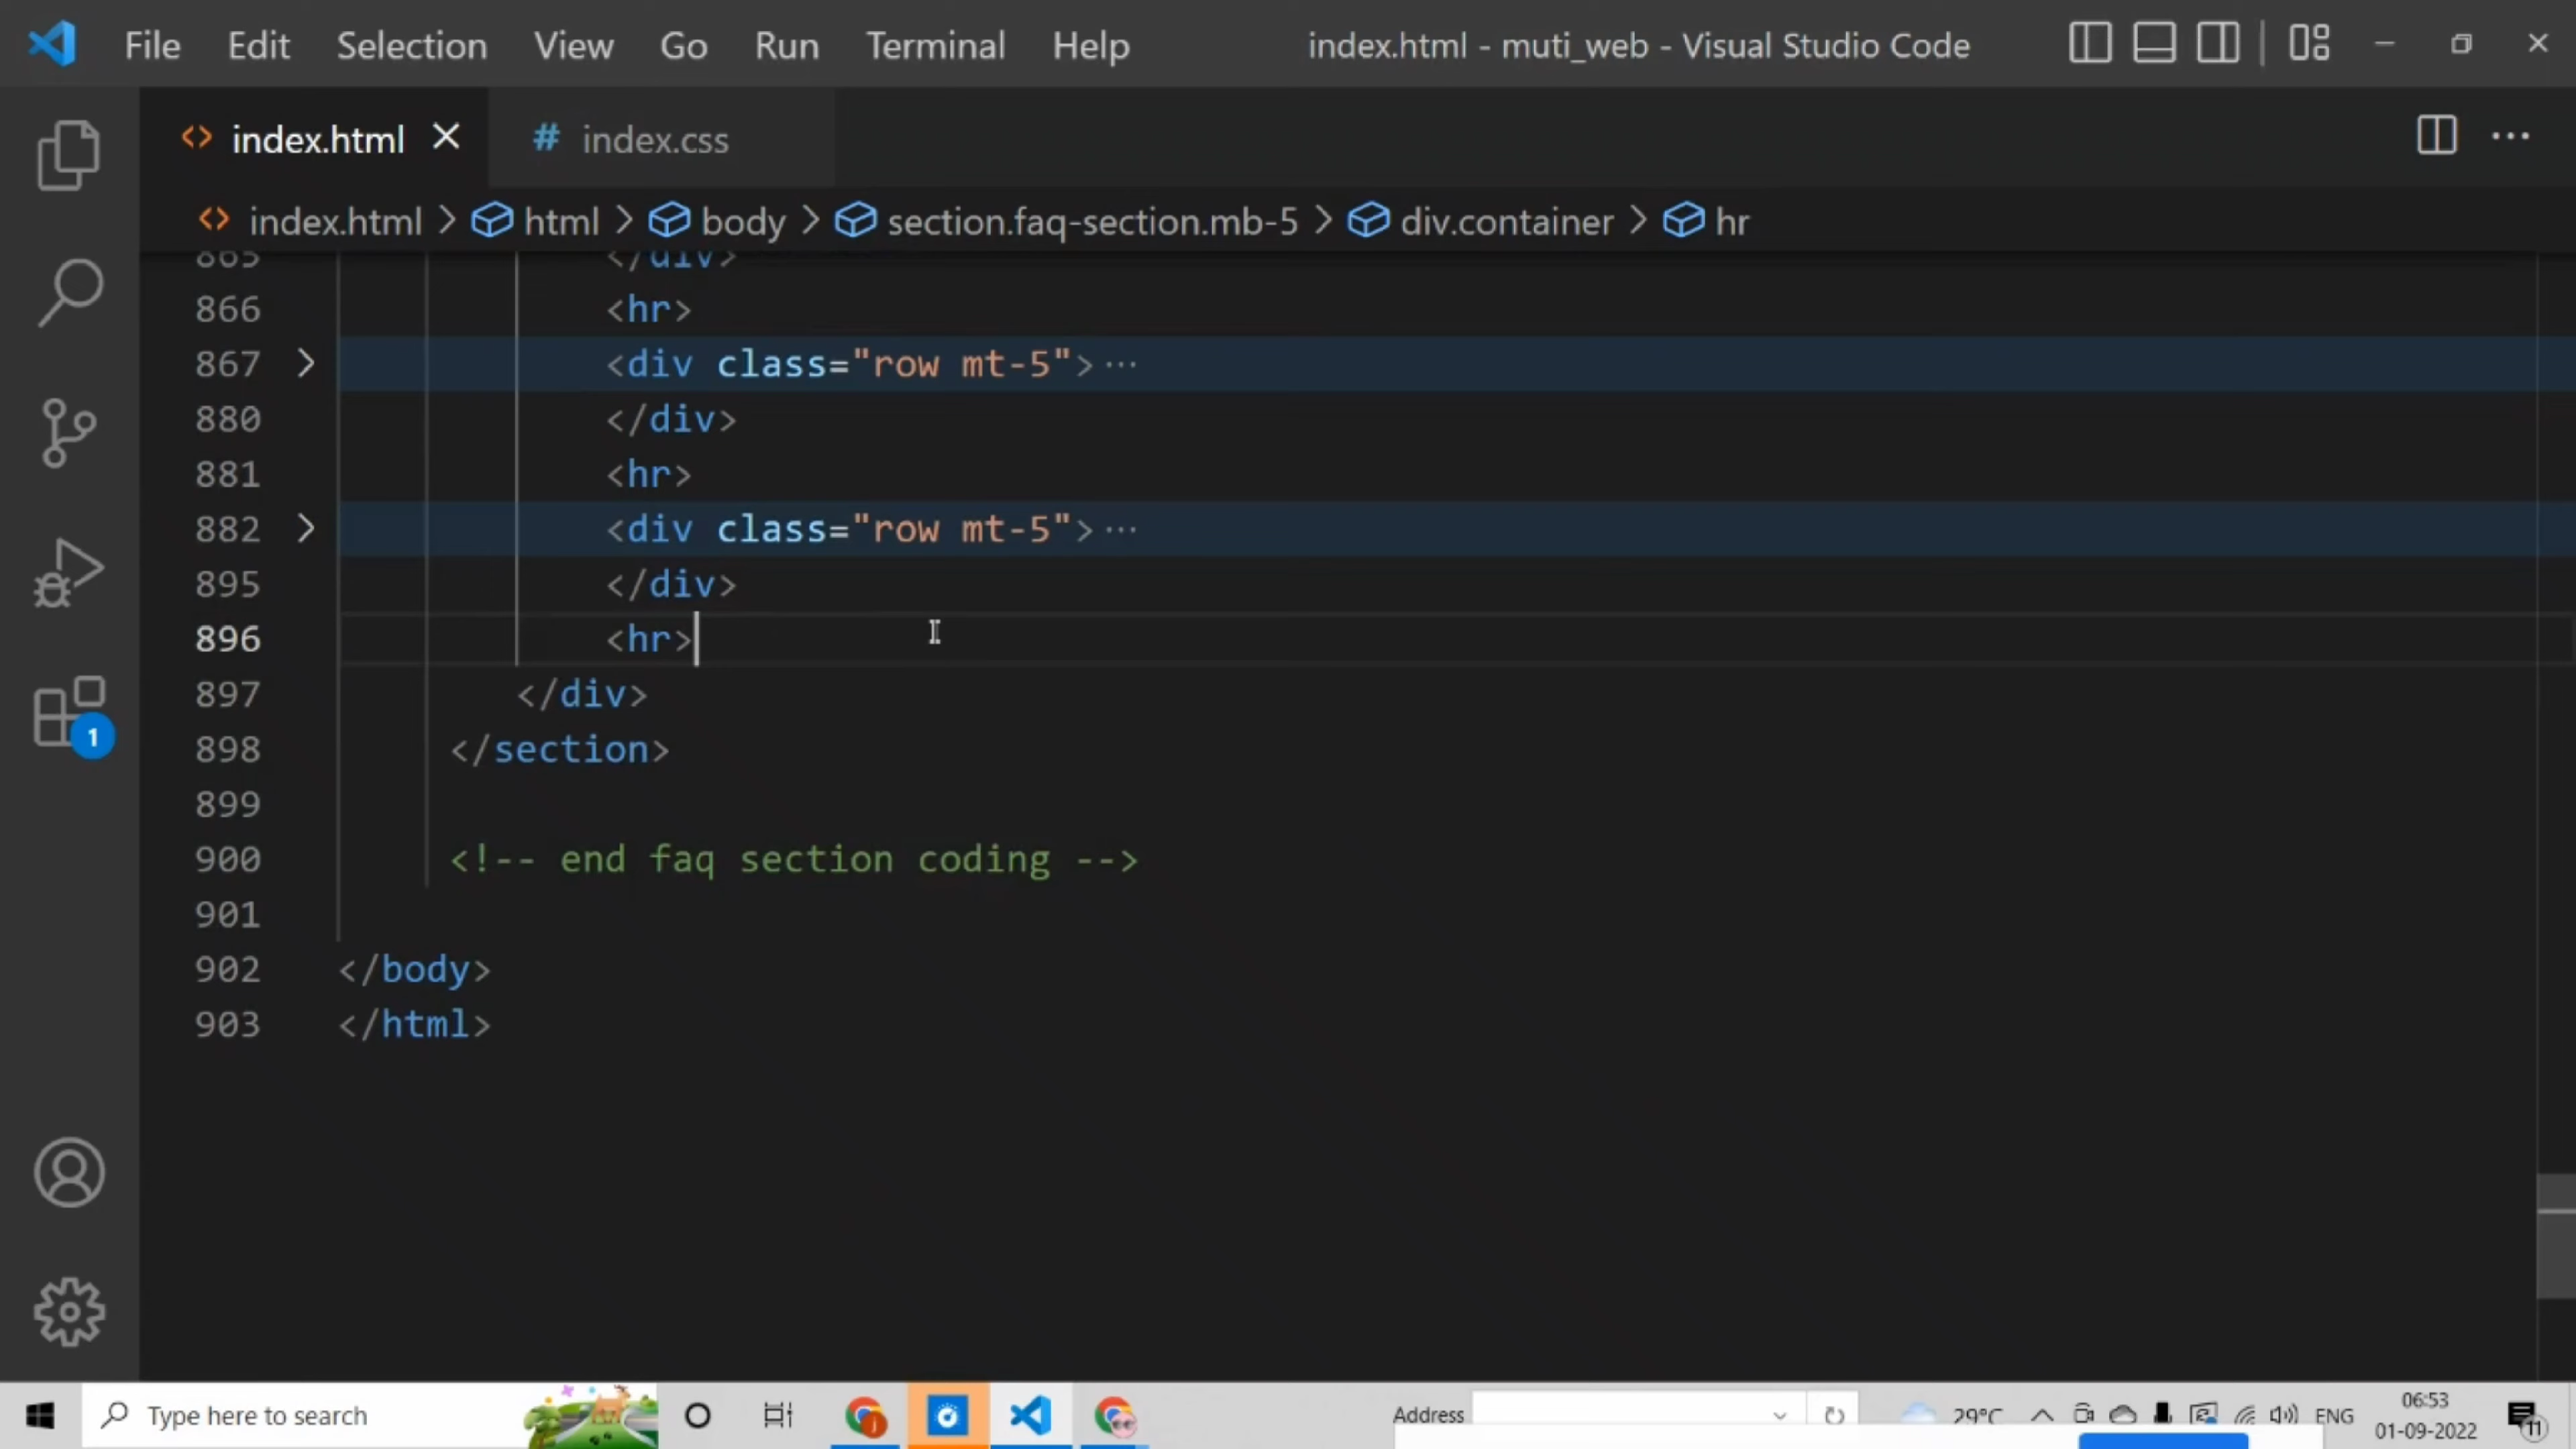 File Edit Selection View Go Run Terminal Help index.html - muti_web - Visual Studio Code
index.html index.css
index.html > html > body > section.faq-section.mb-5 > div.container > hr
865 </div>
866 <hr>
867 <div class="row mt-5">···
880 </div>
881 <hr>
882 <div class="row mt-5">···
895 </div>
896 <hr>
897 </div>
898 </section>
899
900 <!-- end faq section coding -->
901
902 </body>
903 </html>
1
Type here to search Address 29°C ENG 06:53
01-09-2022 11